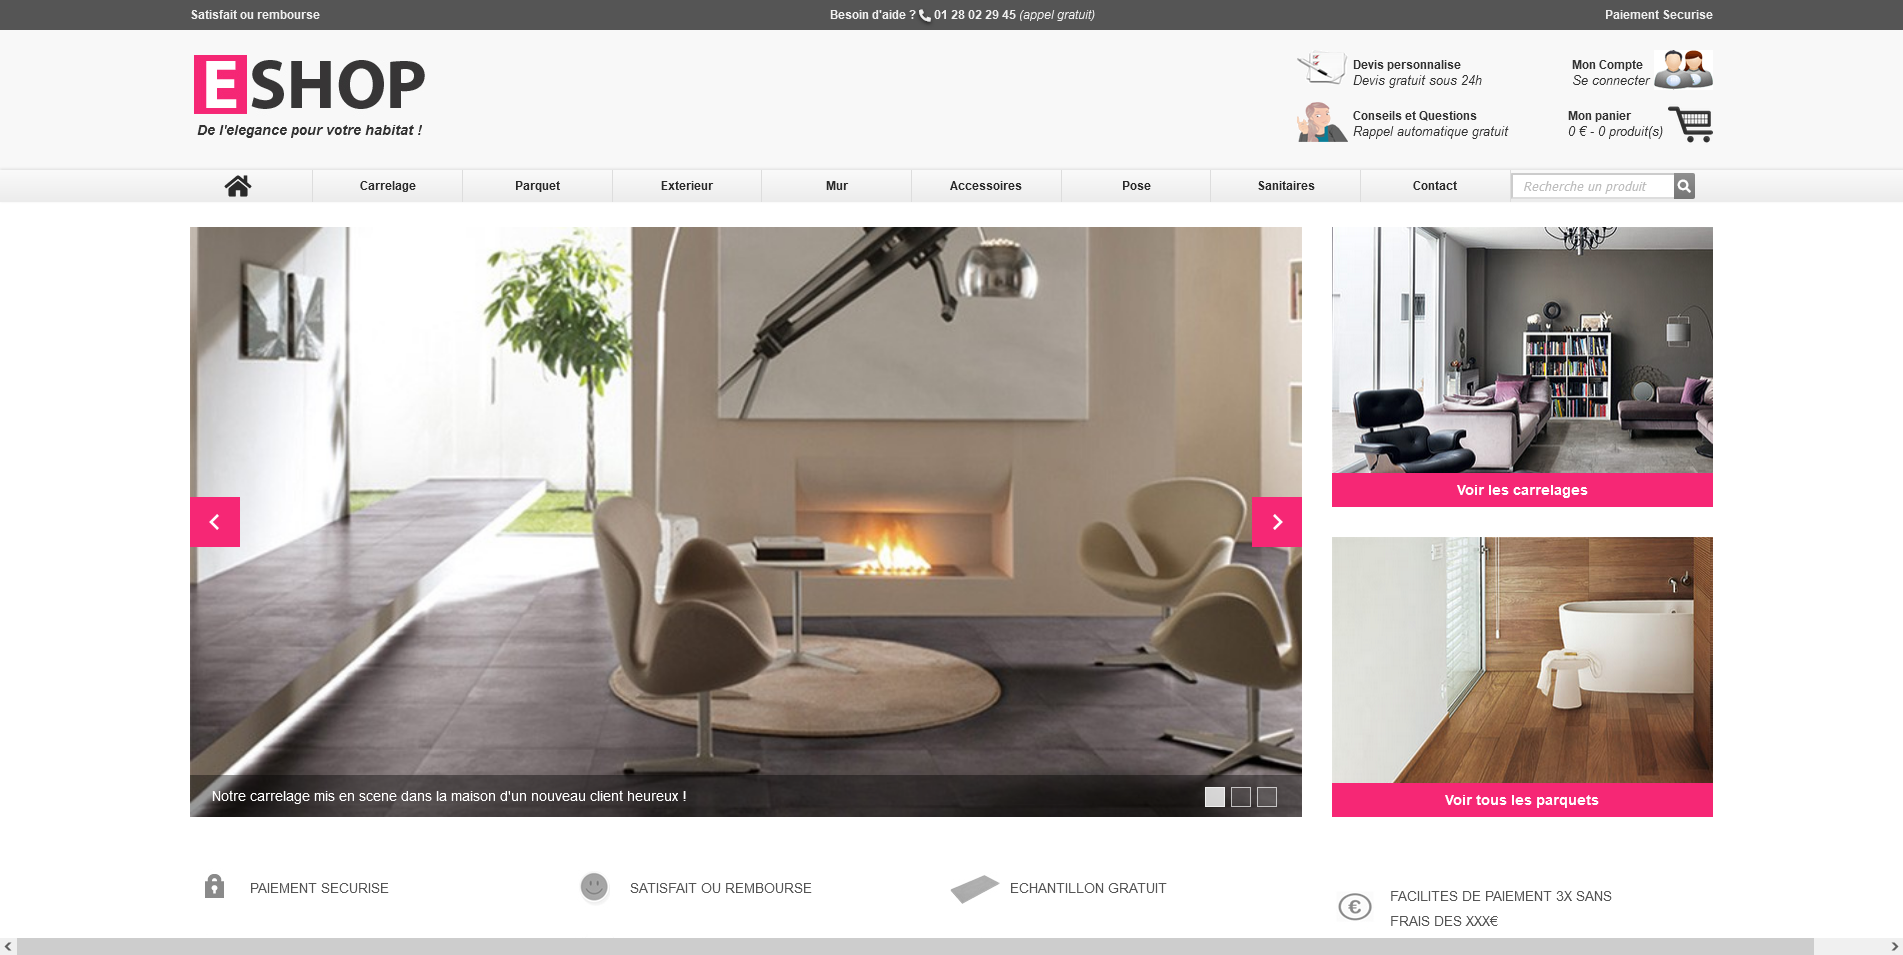 Satisfait ou rembourse
Besoin d'aide ? 01 28 02 29 45 (appel gratuit)
Paiement Securise
ESHOP
De l'elegance pour votre habitat !
Devis personnalise
Devis gratuit sous 24h
Mon Compte
Se connecter
Conseils et Questions
Rappel automatique gratuit
Mon panier
0 € - 0 produit(s)
Carrelage
Parquet
Exterieur
Mur
Accessoires
Pose
Sanitaires
Contact
Recherche un produit
Voir les carrelages
Notre carrelage mis en scene dans la maison d'un nouveau client heureux !
Voir tous les parquets
PAIEMENT SECURISE
SATISFAIT OU REMBOURSE
ECHANTILLON GRATUIT
FACILITES DE PAIEMENT 3X SANS
FRAIS DES XXX€